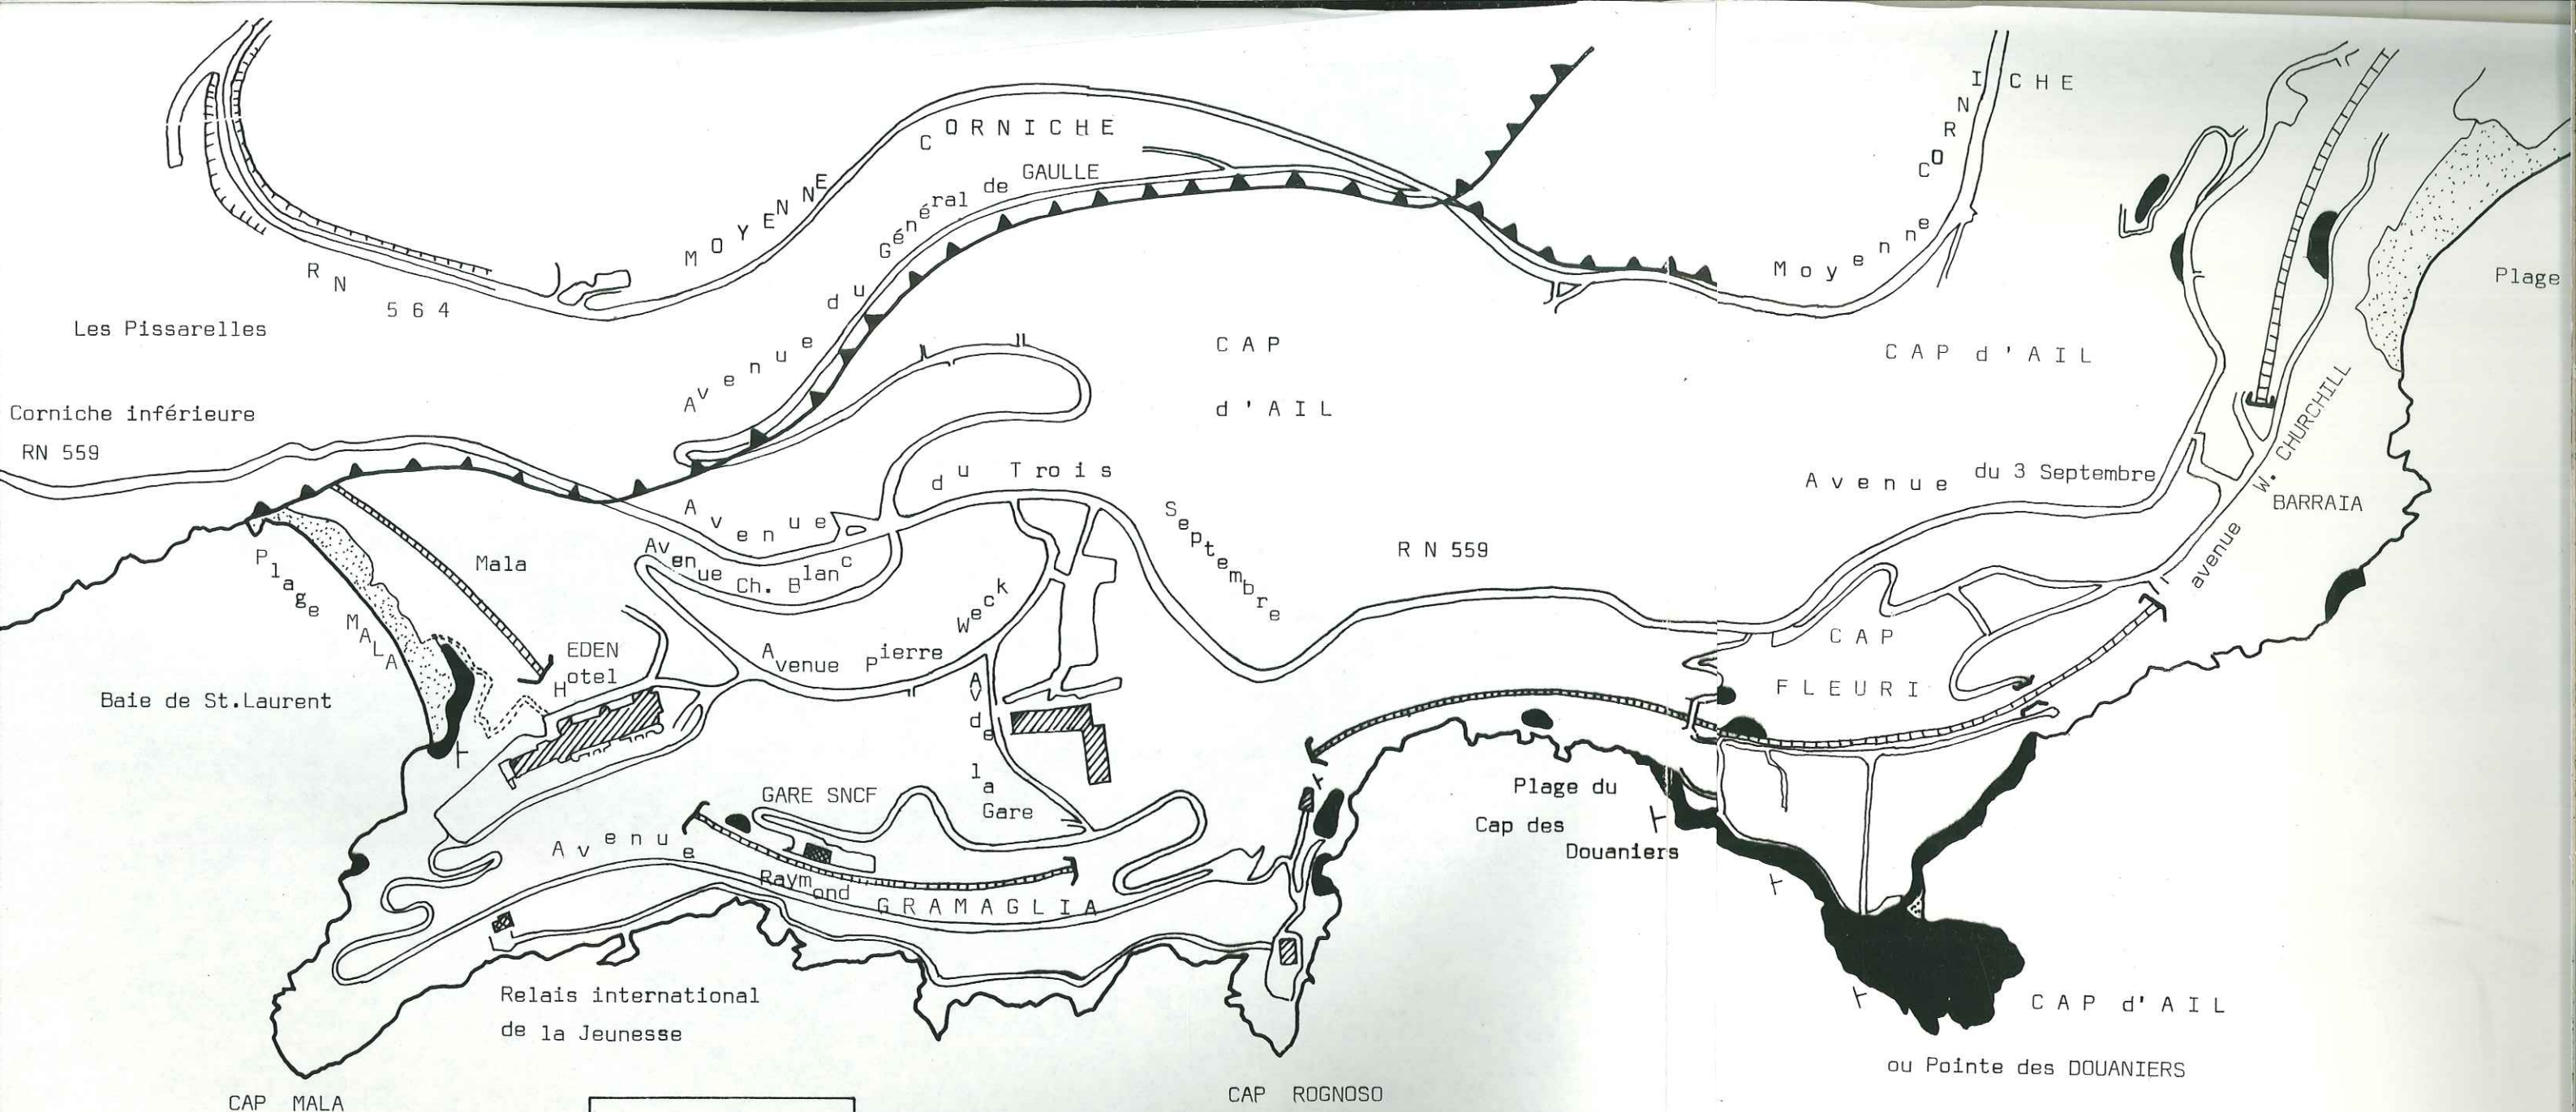 MOYENNE CORNICHE
Moyenne CORNICHE
Avenue du Général de GAULLE
RN 564
Les Pissarelles
Plage
CAP
d'AIL
CAP d'AIL
Corniche inférieure
RN 559
Avenue du Trois Septembre
Avenue du 3 Septembre
avenue W. CHURCHILL
BARRAIA
RN 559
Avenue Ch. Blanc
Mala
Plage MALA
EDEN
Hotel
Avenue Pierre Weck
CAP
FLEURI
Baie de St.Laurent
Av de la Gare
GARE SNCF
Plage du
Cap des
Douaniers
Avenue Raymond GRAMAGLIA
Relais international
de la Jeunesse
CAP d'AIL
ou Pointe des DOUANIERS
CAP MALA
CAP ROGNOSO